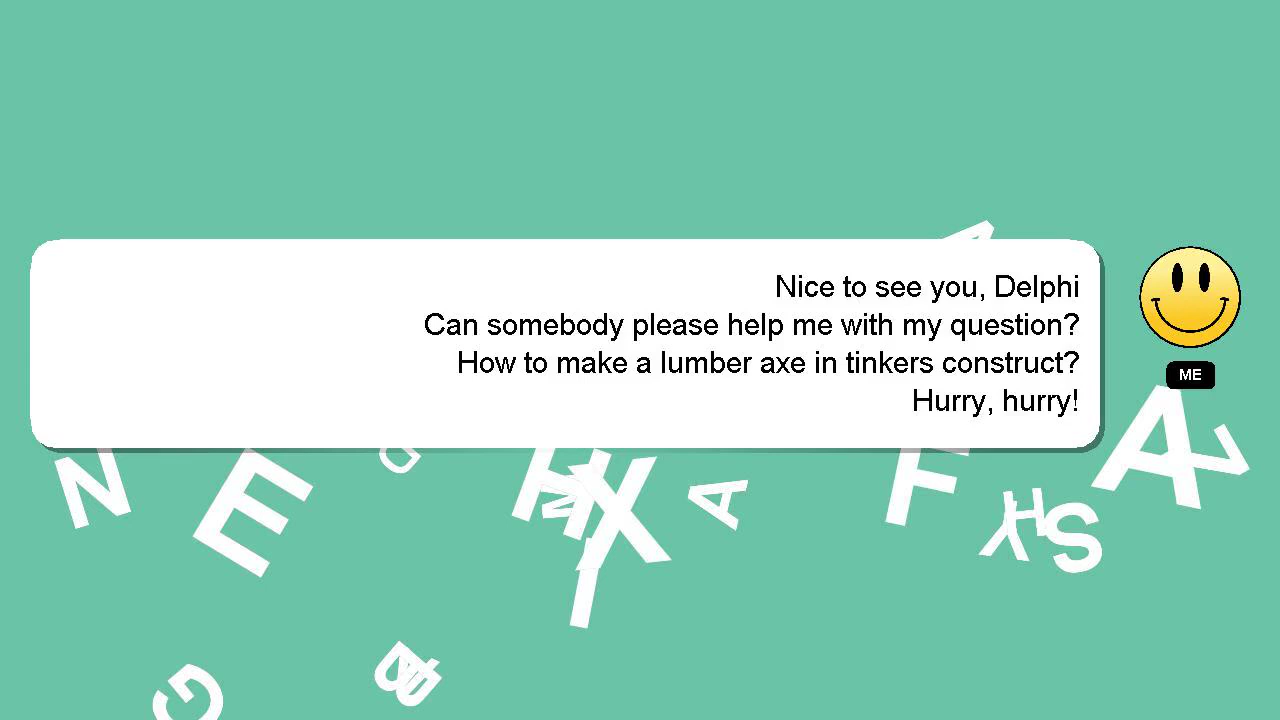 Nice to see you, Delphi
Can somebody please help me with my question?
How to make a lumber axe in tinkers construct?
Hurry, hurry!
ME
A
N
E
D
H
N
X
I
A
F
Y
H
S
A
Z
G
B